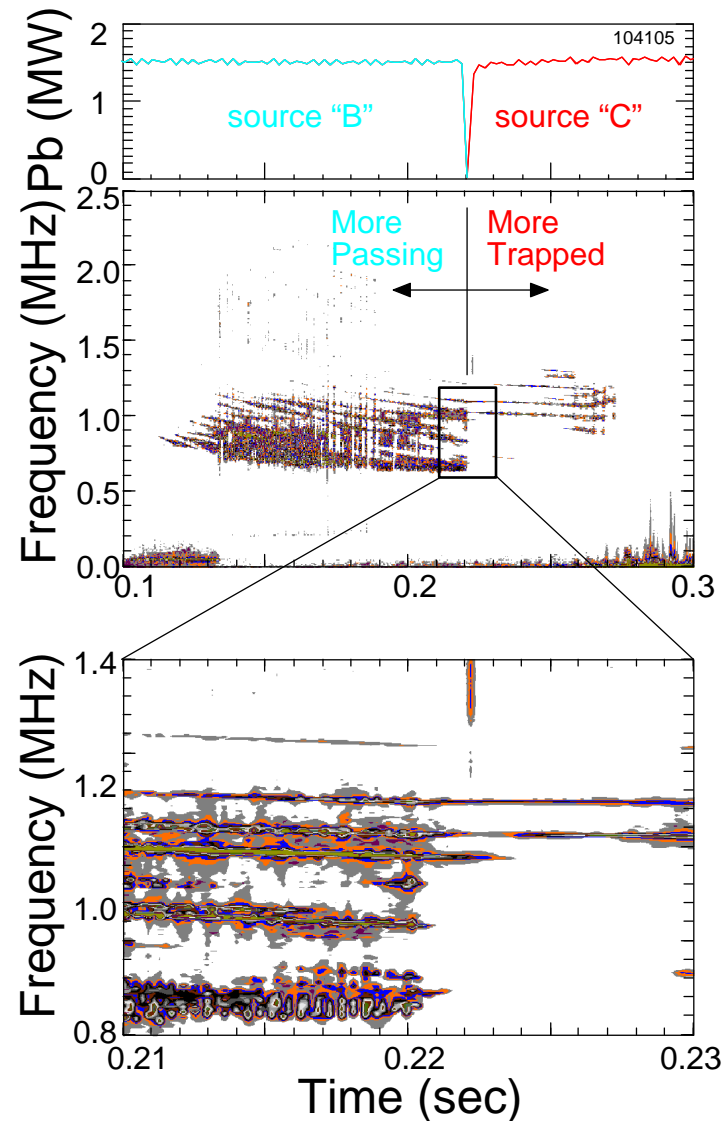 2
104105
Pb (MW)
1
source “B”
source “C”
0
2.5
More
Passing
More
Trapped
2.0
Frequency (MHz)
1.5
1.0
0.5
0.0
0.1
0.2
0.3
1.4
Frequency (MHz)
1.2
1.0
0.8
0.21
0.222
0.23
Time (sec)